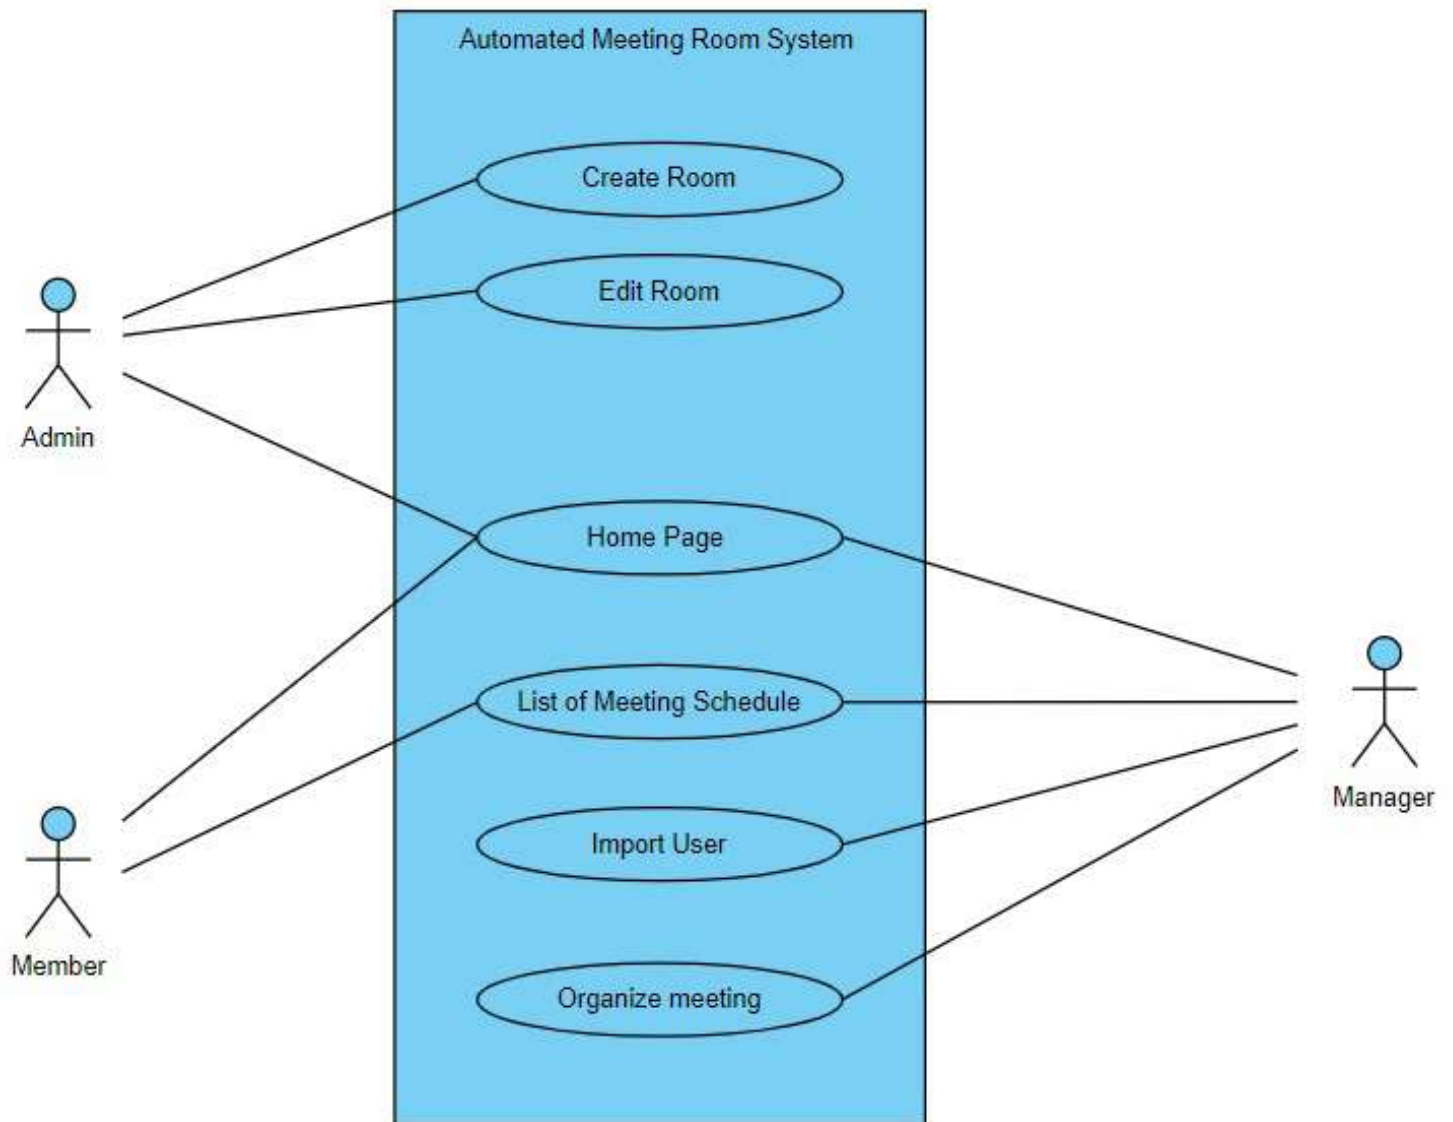 Automated Meeting Room System
Create Room
Edit Room
Admin
Home Page
List of Meeting Schedule
Manager
Import User
Member
Organize meeting